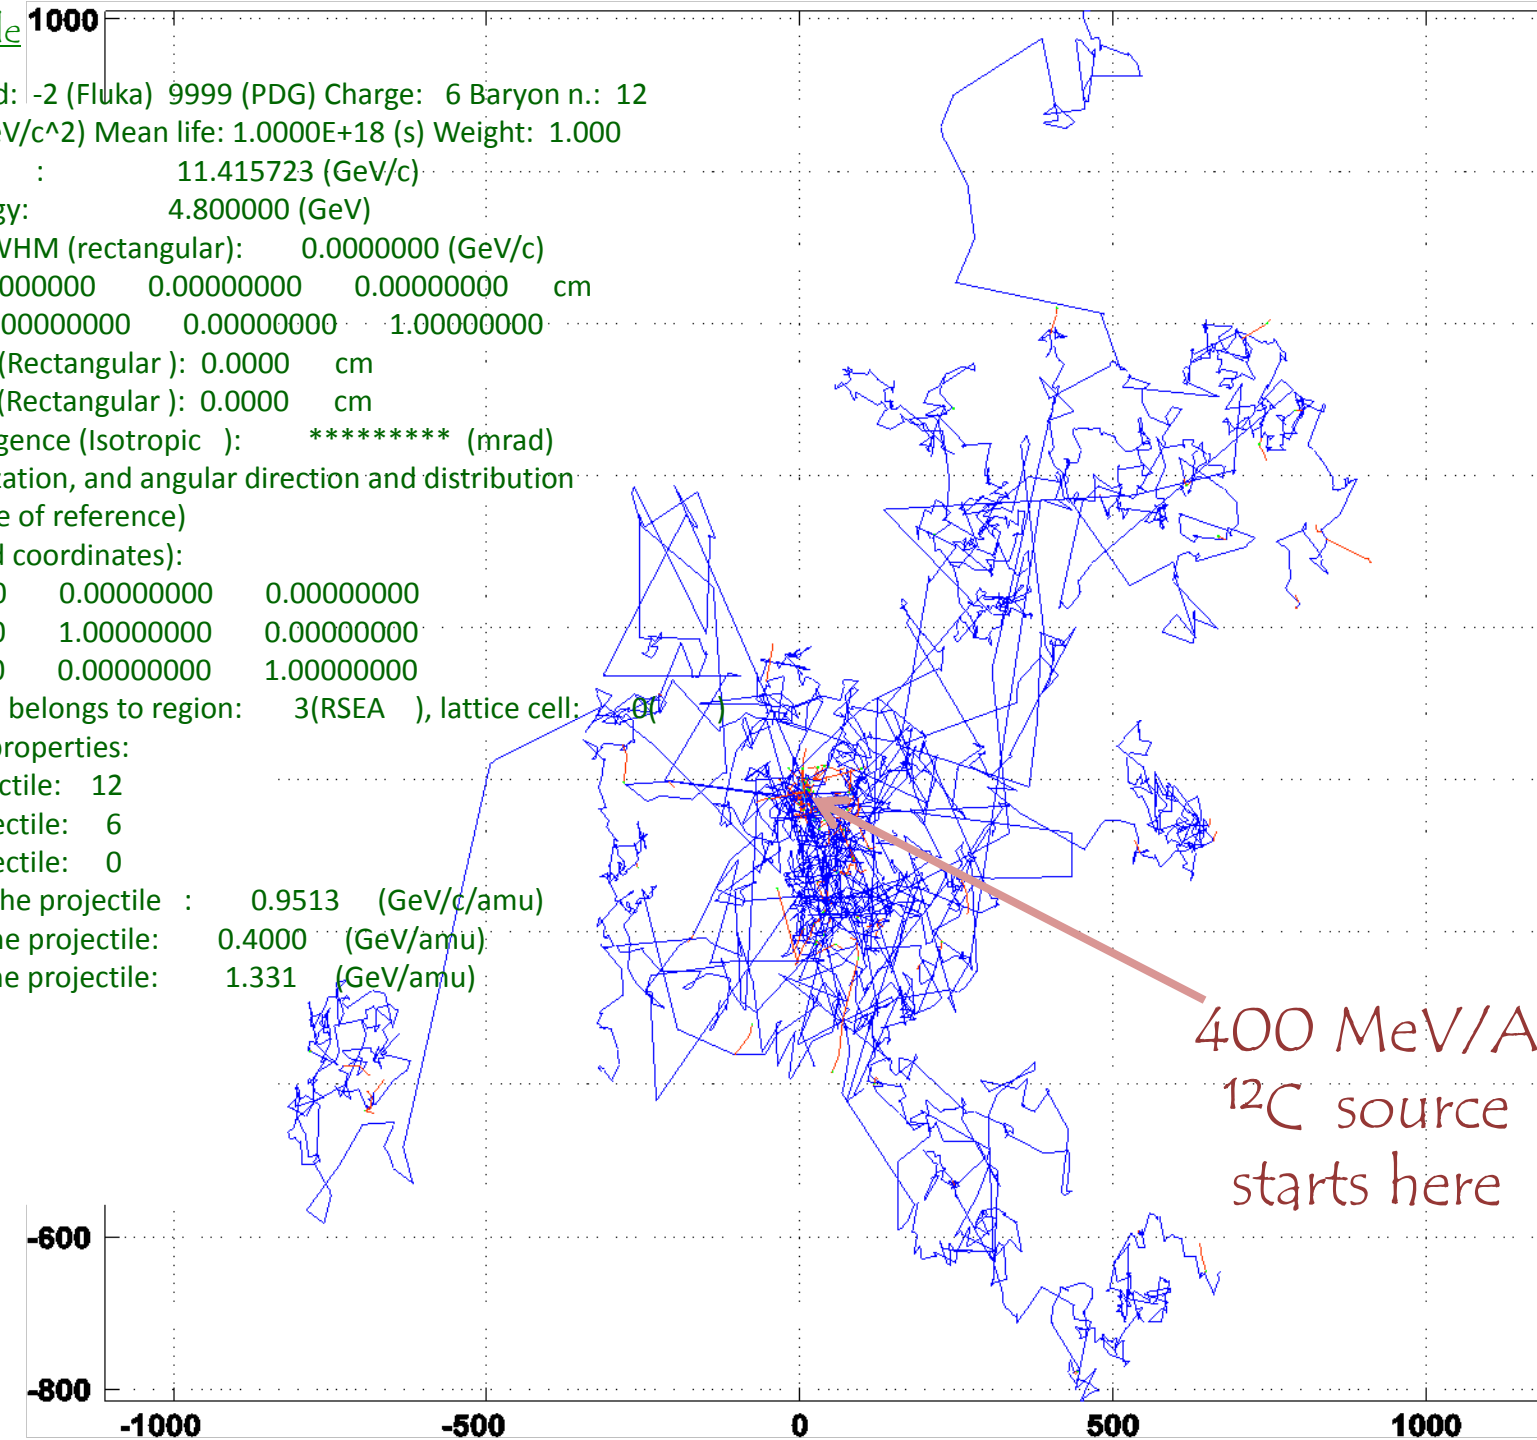 le
1000
d: -2 (Fluka) 9999 (PDG) Charge: 6 Baryon n.: 12
eV/c^2) Mean life: 1.0000E+18 (s) Weight: 1.000
: 11.415723 (GeV/c)
gy: 4.800000 (GeV)
WHM (rectangular): 0.0000000 (GeV/c)
000000 0.00000000 0.00000000 cm
00000000 0.00000000 1.00000000
(Rectangular ): 0.0000 cm
(Rectangular ): 0.0000 cm
gence (Isotropic ): ********* (mrad)
tation, and angular direction and distribution
e of reference)
d coordinates):
0 0.00000000 0.00000000
0 1.00000000 0.00000000
0 0.00000000 1.00000000
belongs to region: 3(RSEA ), lattice cell: 0( )
properties:
ctile: 12
ectile: 6
ectile: 0
he projectile : 0.9513 (GeV/c/amu)
ne projectile: 0.4000 (GeV/amu)
ne projectile: 1.331 (GeV/amu)
400 MeV/A
¹²C source
starts here
-600
-800
-1000 -500 0 500 1000